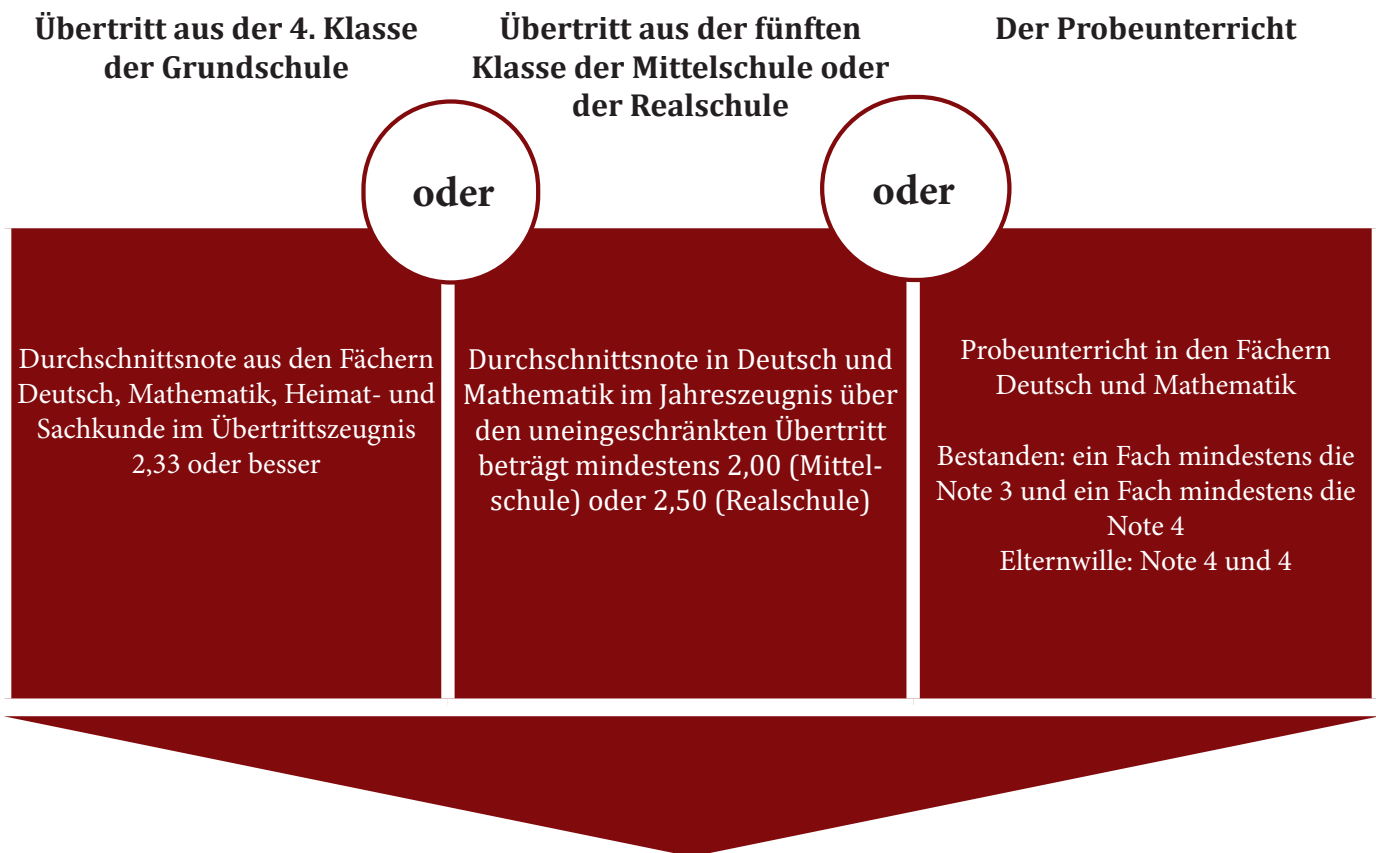 Übertritt aus der 4. Klasse
der Grundschule
Übertritt aus der fünften
Klasse der Mittelschule oder
der Realschule
Der Probeunterricht
oder
oder
Durchschnittsnote aus den Fächern
Deutsch, Mathematik, Heimat- und
Sachkunde im Übertrittszeugnis
2,33 oder besser
Durchschnittsnote in Deutsch und
Mathematik im Jahreszeugnis über
den uneingeschränkten Übertritt
beträgt mindestens 2,00 (Mittel-
schule) oder 2,50 (Realschule)
Probeunterricht in den Fächern
Deutsch und Mathematik
Bestanden: ein Fach mindestens die
Note 3 und ein Fach mindestens die
Note 4
Elternwille: Note 4 und 4